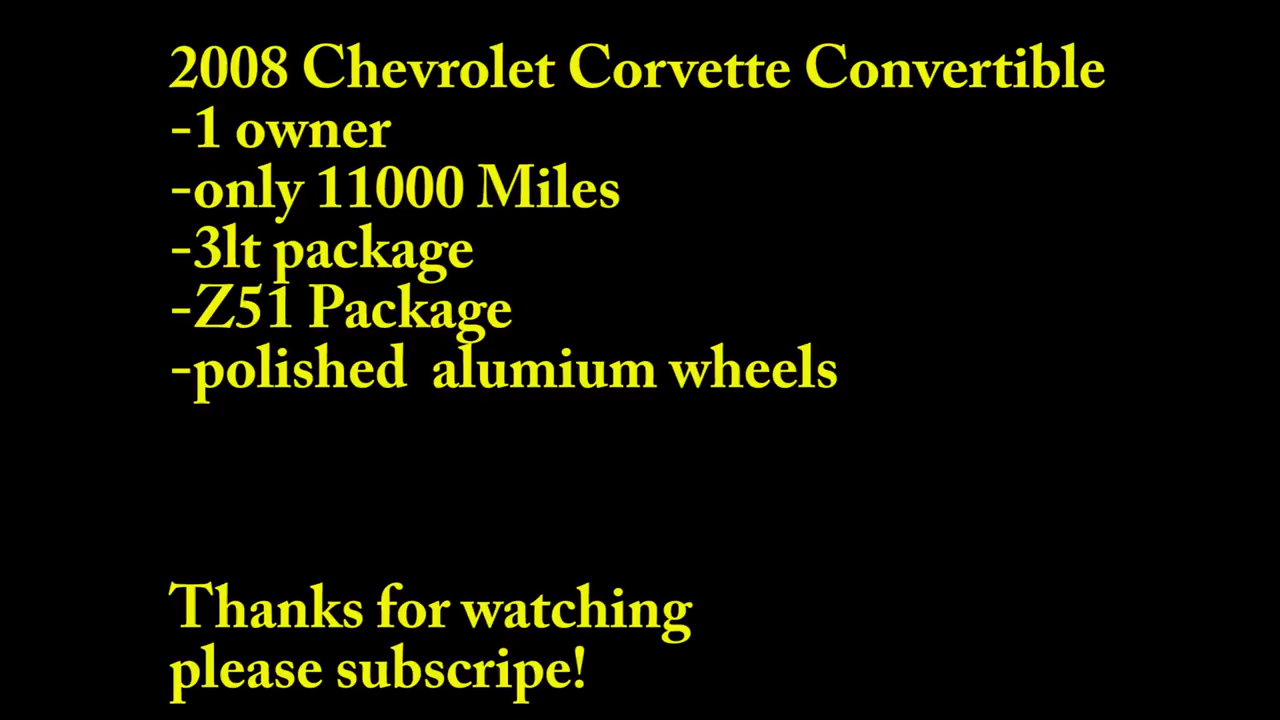 2008 Chevrolet Corvette Convertible
-1 owner
-only 11000 Miles
-3lt package
-Z51 Package
-polished  alumium wheels
Thanks for watching
please subscripe!